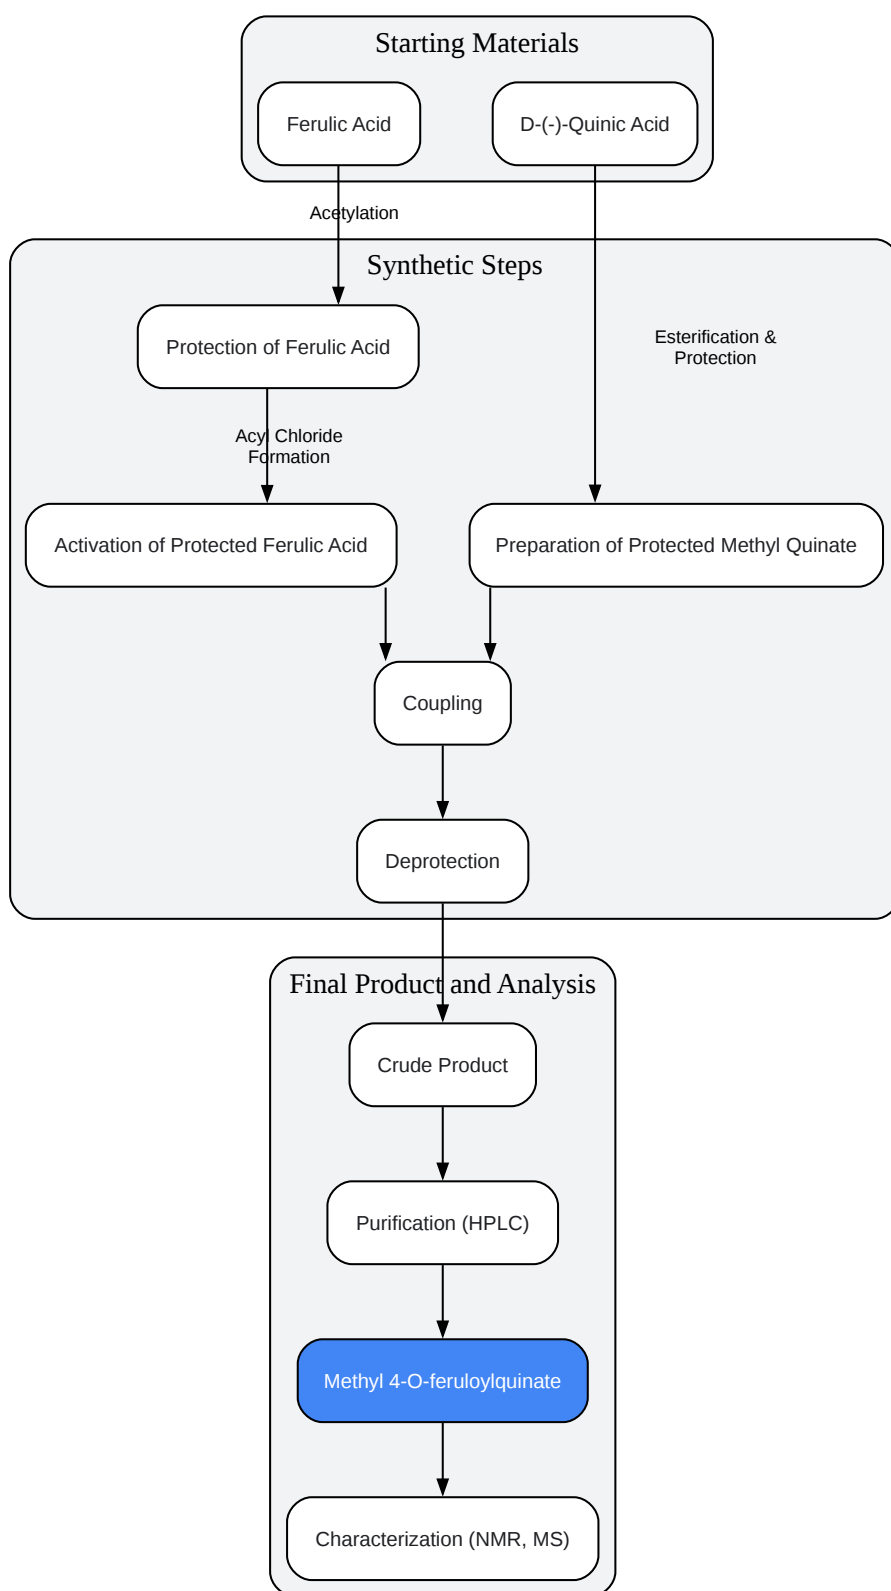 Starting Materials
Ferulic Acid
D-(-)-Quinic Acid
Acetylation
Synthetic Steps
Protection of Ferulic Acid
Esterification &
Protection
Acyl Chloride
Formation
Activation of Protected Ferulic Acid
Preparation of Protected Methyl Quinate
Coupling
Deprotection
Final Product and Analysis
Crude Product
Purification (HPLC)
Methyl 4-O-feruloylquinate
Characterization (NMR, MS)